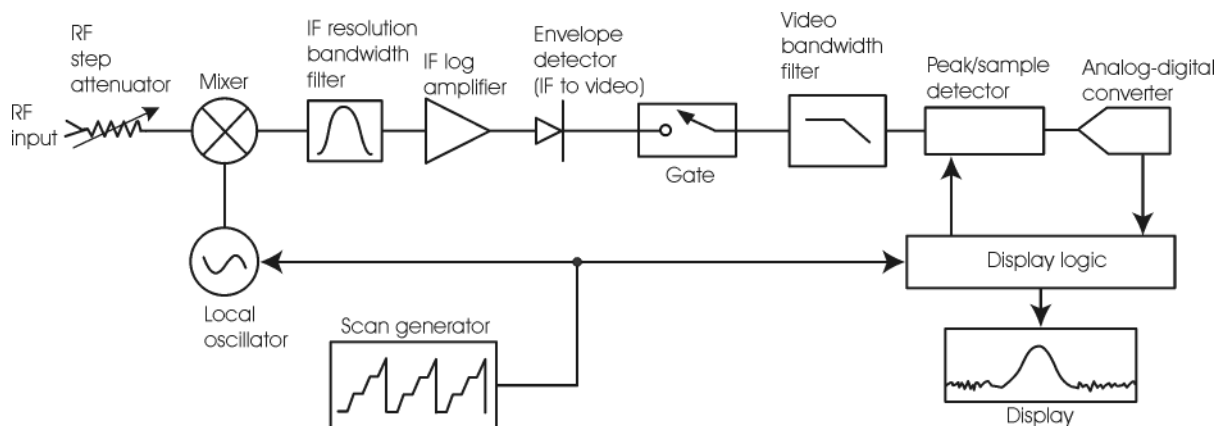 RF
step
attenuator
RF
input
Mixer
IF resolution
bandwidth
filter
IF log
amplifier
Envelope
detector
(IF to video)
Gate
Video
bandwidth
filter
Peak/sample
detector
Analog-digital
converter
Local
oscillator
Scan generator
Display logic
Display